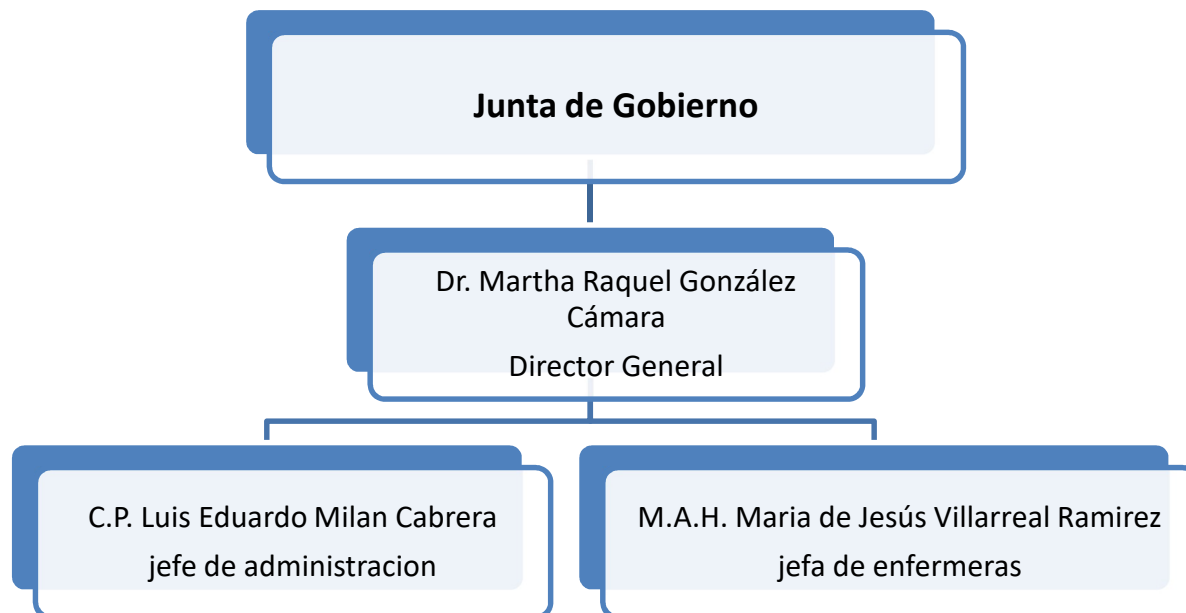 Junta de Gobierno
Dr. Martha Raquel González
Cámara
Director General
C.P. Luis Eduardo Milan Cabrera
jefe de administracion
M.A.H. Maria de Jesús Villarreal Ramirez
jefa de enfermeras